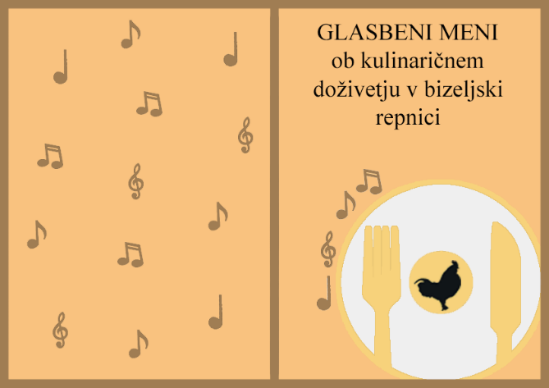 GLASBENI MENI
ob kulinaričnem
doživetju v bizeljski
repnici